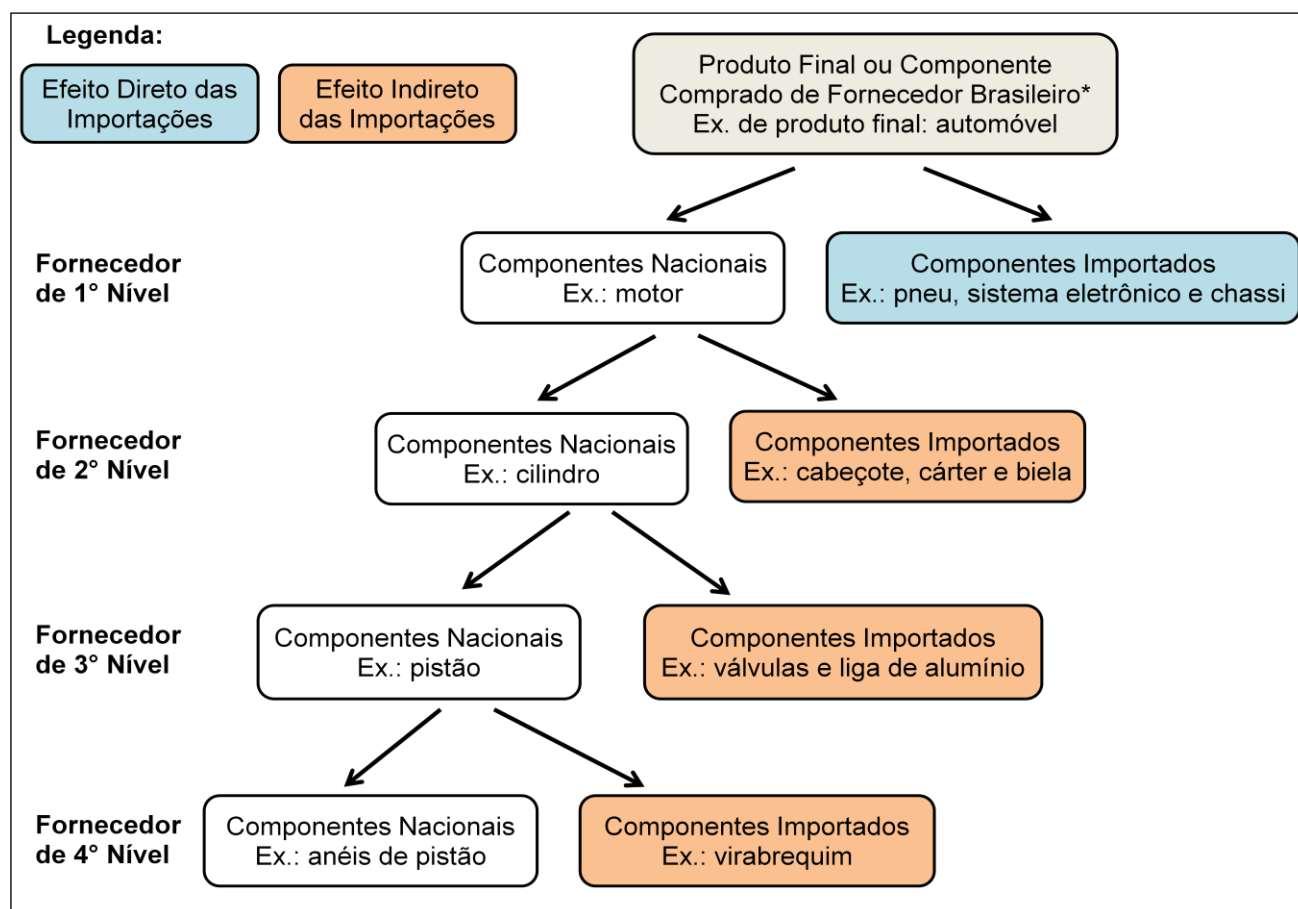 Legenda:
Efeito Direto das
Importações
Efeito Indireto
das Importações
Produto Final ou Componente
Comprado de Fornecedor Brasileiro*
Ex. de produto final: automóvel
Fornecedor
de 1° Nível
Componentes Nacionais
Ex.: motor
Componentes Importados
Ex.: pneu, sistema eletrônico e chassi
Fornecedor
de 2° Nível
Componentes Nacionais
Ex.: cilindro
Componentes Importados
Ex.: cabeçote, cárter e biela
Fornecedor
de 3° Nível
Componentes Nacionais
Ex.: pistão
Componentes Importados
Ex.: válvulas e liga de alumínio
Fornecedor
de 4° Nível
Componentes Nacionais
Ex.: anéis de pistão
Componentes Importados
Ex.: virabrequim